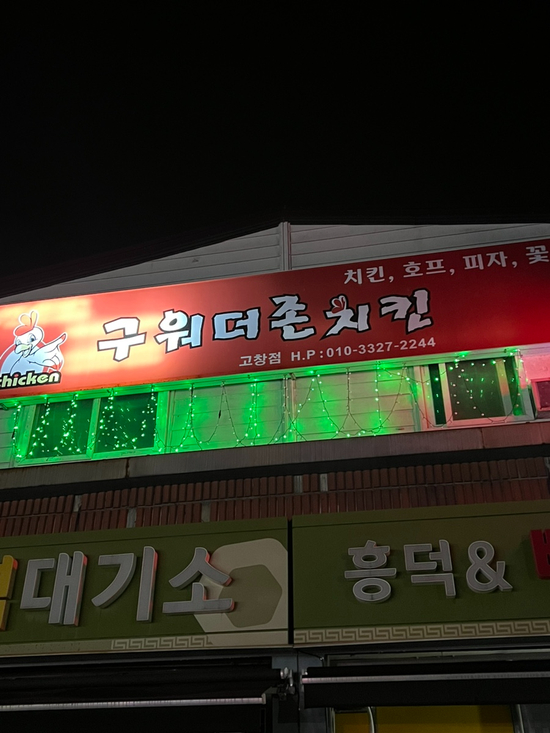 치킨, 호프, 피자, 꽃
구워더존치킨
chicken
고창점 H.P:010-3327-2244
대기소
흥덕&